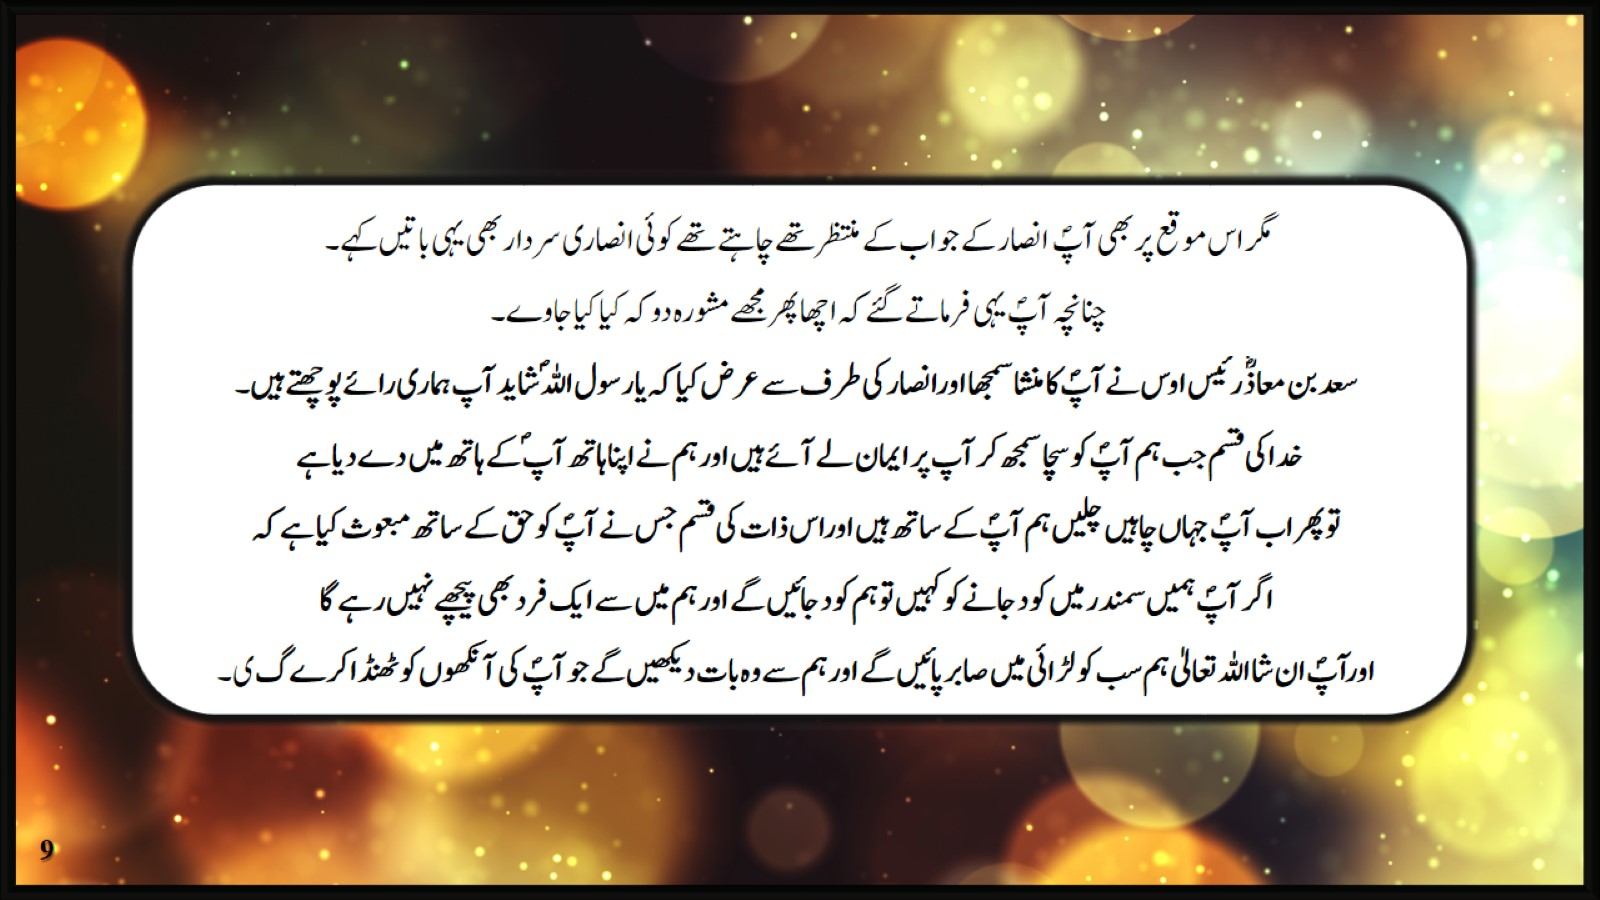 مگر اس موقع پر بھی آپؐ انصار کے جواب کے منتظر تھے چاہتے تھے کوئی انصاری سردار بھی یہی باتیں کہے۔
چنانچہ آپؐ یہی فرماتے گئے کہ اچھا پھر مجھے مشورہ دو کہ کیا کیا جاوے۔
سعد بن معاذؓ رئیس اوس نے آپؐ کا منشا سمجھا اور انصار کی طرف سے عرض کیا کہ یا رسول اللہؐ شاید آپ ہماری رائے پوچھتے ہیں۔
خدا کی قسم جب ہم آپؐ کو سچا سمجھ کر آپ پر ایمان لے آئے ہیں اور ہم نے اپنا ہاتھ آپؐ کے ہاتھ میں دے دیا ہے
تو پھر اب آپؐ جہاں چاہیں چلیں ہم آپؐ کے ساتھ ہیں اور اس ذات کی قسم جس نے آپؐ کو حق کے ساتھ مبعوث کیا ہے کہ
اگر آپؐ ہمیں سمندر میں کود جانے کو کہیں تو ہم کود جائیں گے اور ہم میں سے ایک فرد بھی پیچھے نہیں رہے گا
اور آپؐ ان شاا للہ تعالیٰ ہم سب کو لڑائی میں صابر پائیں گے اور ہم سے وہ بات دیکھیں گے جو آپؐ کی آنکھوں کو ٹھنڈا کرے گ ی۔
9